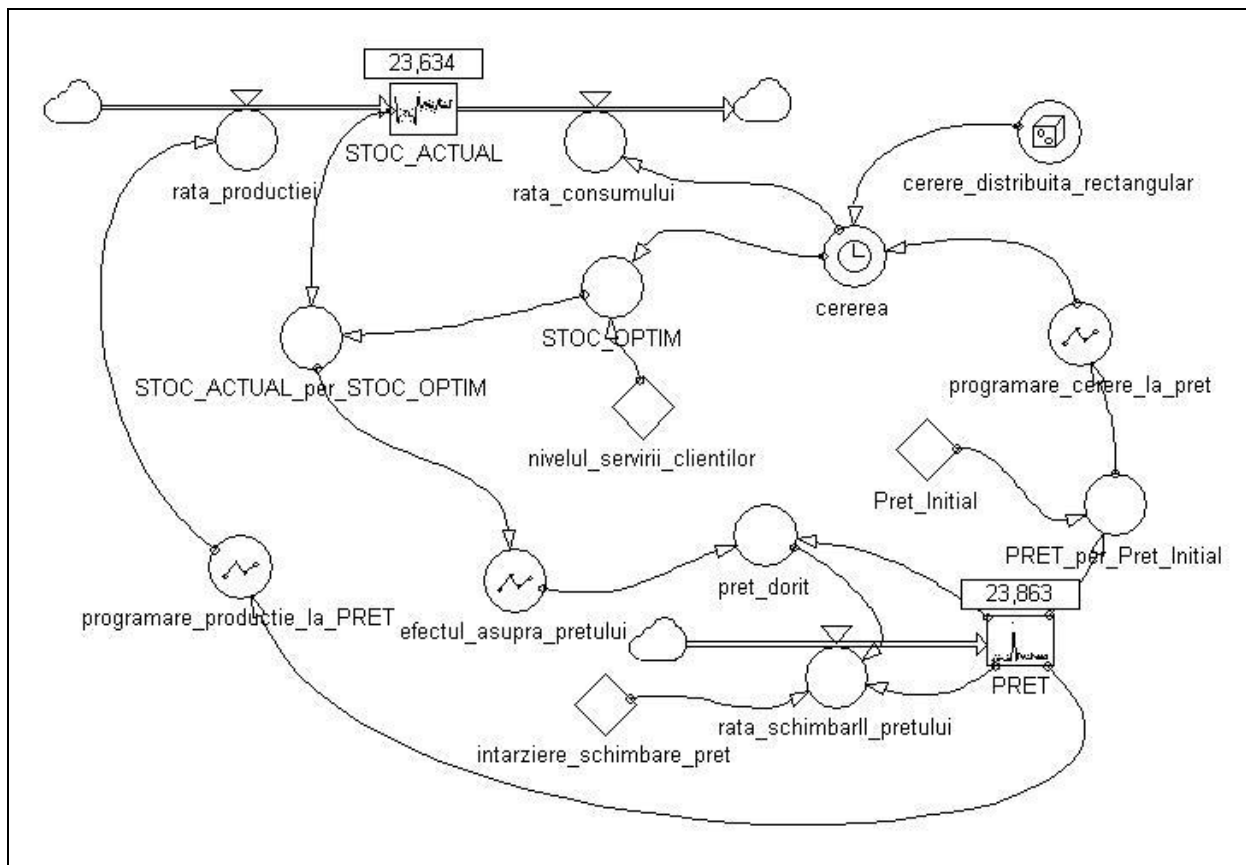 23,634
STOC_ACTUAL
rata_productiei
rata_consumului
cerere_distribuita_rectangular
cererea
STOC_OPTIM
STOC_ACTUAL_per_STOC_OPTIM
programare_cerere_la_pret
nivelul_servirii_clientilor
Pret_Initial
PRET_per_Pret_Initial
pret_dorit
23,863
programare_productie_la_PRET
efectul_asupra_pretului
PRET
rata_schimbarII_pretului
intarziere_schimbare_pret